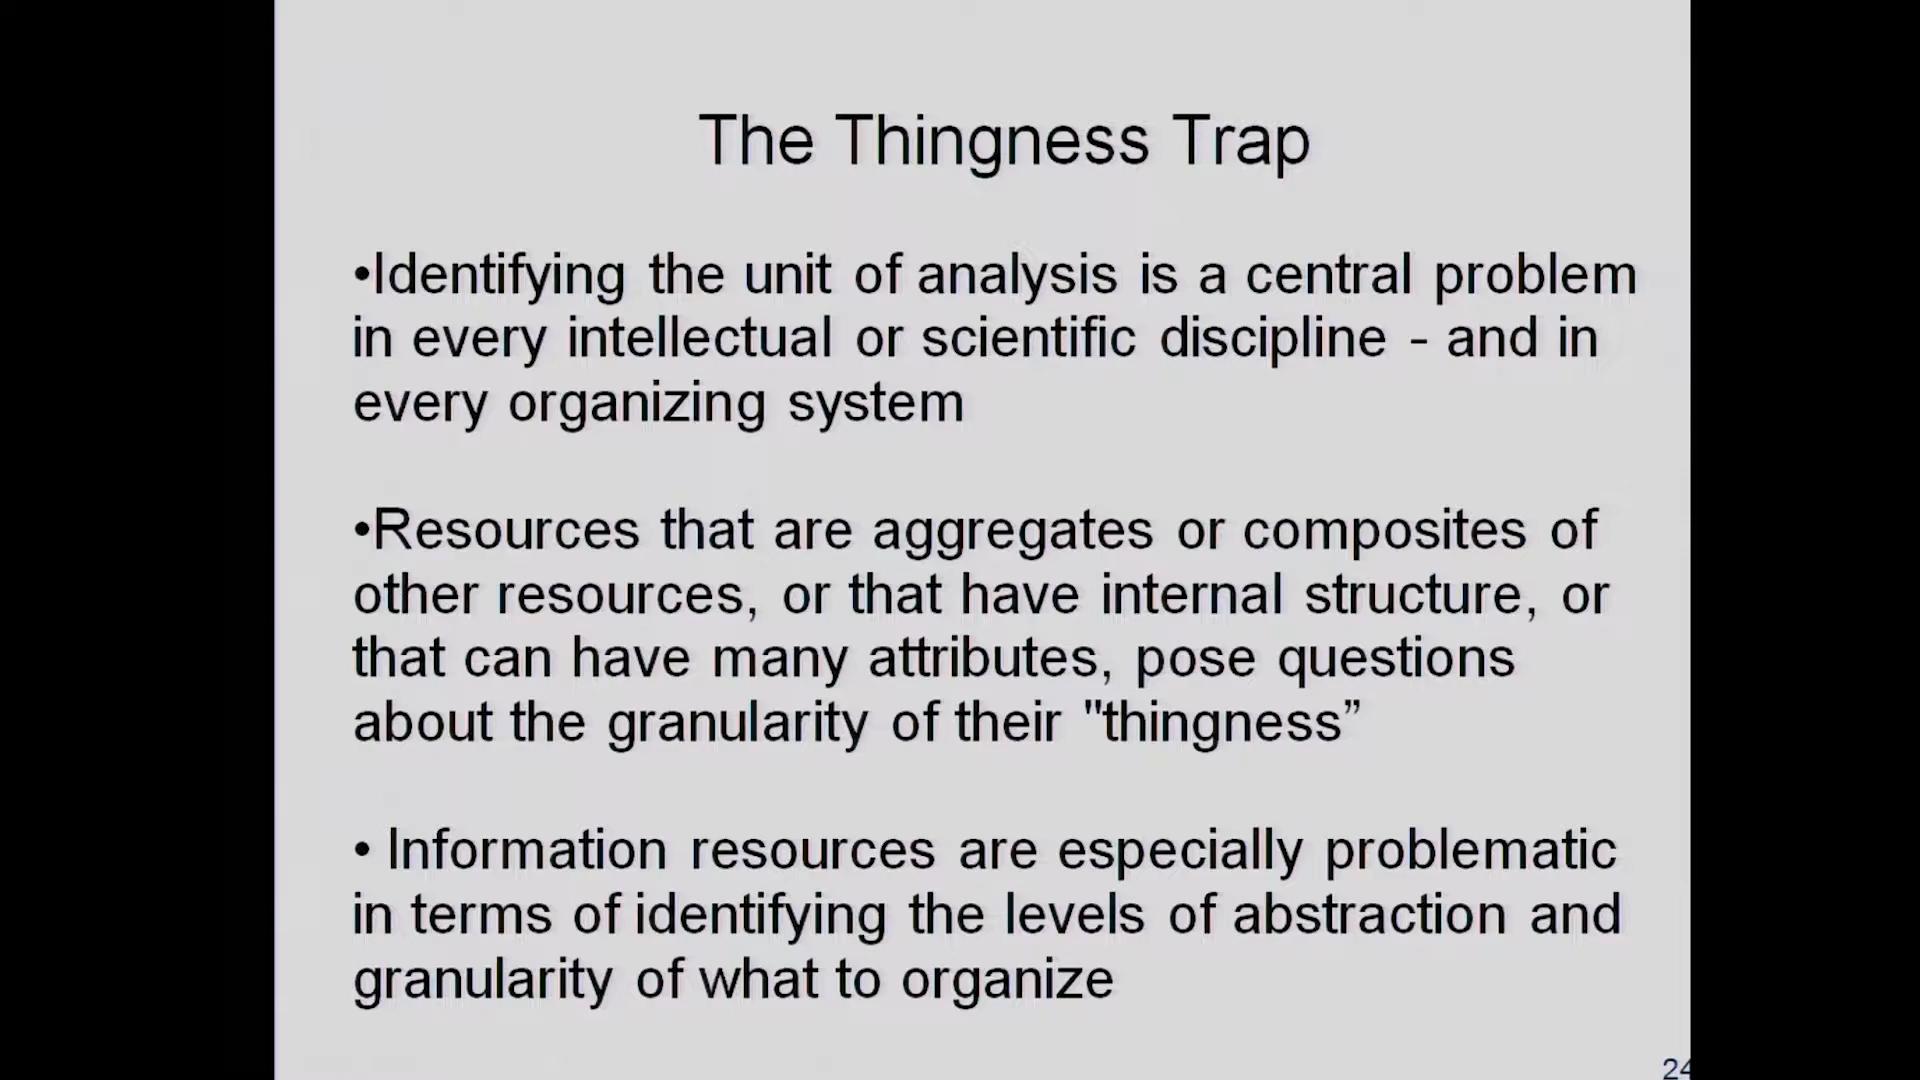 The Thingness Trap
•Identifying the unit of analysis is a central problem
in every intellectual or scientific discipline - and in
every organizing system
•Resources that are aggregates or composites of
other resources, or that have internal structure, or
that can have many attributes, pose questions
about the granularity of their "thingness”
• Information resources are especially problematic
in terms of identifying the levels of abstraction and
granularity of what to organize
24